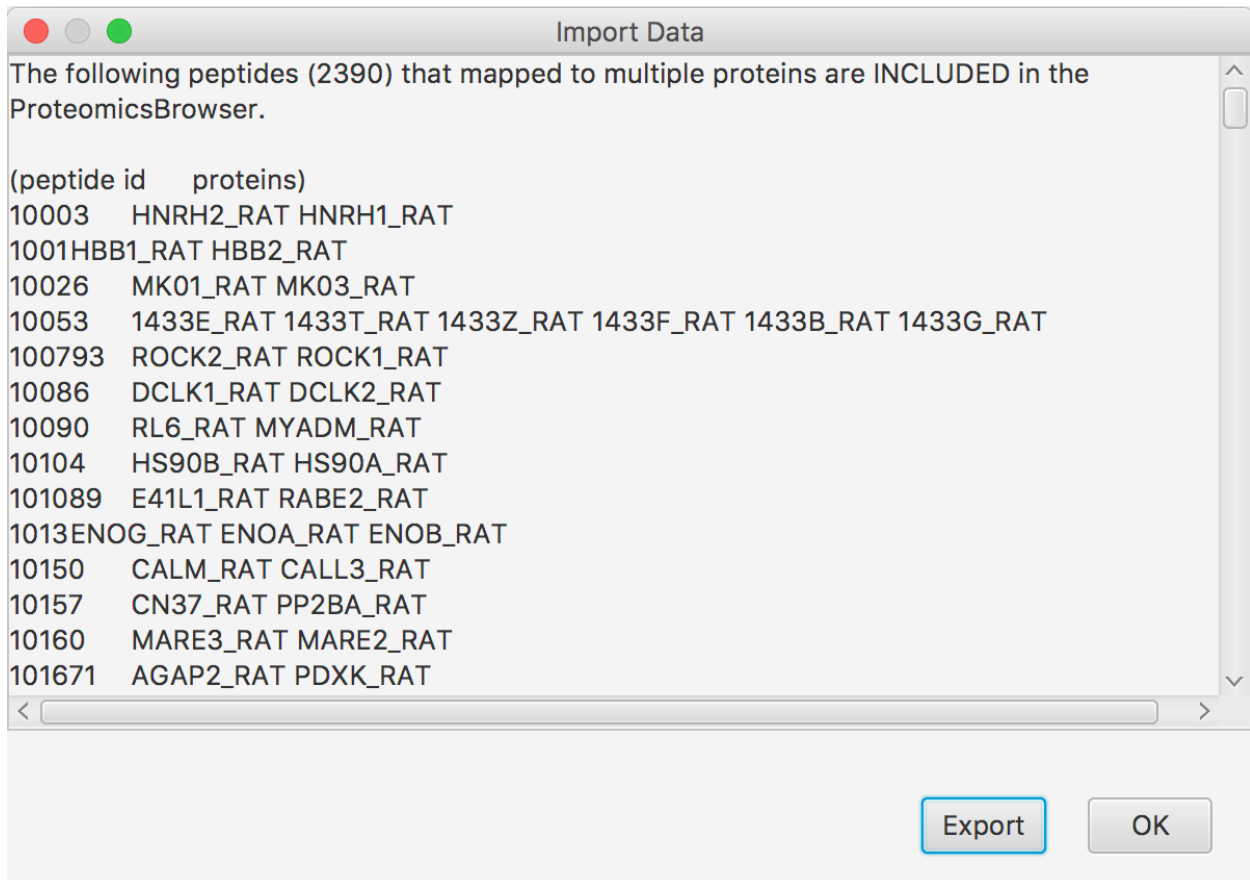 Import Data
The following peptides (2390) that mapped to multiple proteins are INCLUDED in the
ProteomicsBrowser.
(peptide id proteins)
10003 HNRH2_RAT HNRH1_RAT
1001HBB1_RAT HBB2_RAT
10026 MK01_RAT MK03_RAT
10053 1433E_RAT 1433T_RAT 1433Z_RAT 1433F_RAT 1433B_RAT 1433G_RAT
100793 ROCK2_RAT ROCK1_RAT
10086 DCLK1_RAT DCLK2_RAT
10090 RL6_RAT MYADM_RAT
10104 HS90B_RAT HS90A_RAT
101089 E41L1_RAT RABE2_RAT
1013ENOG_RAT ENOA_RAT ENOB_RAT
10150 CALM_RAT CALL3_RAT
10157 CN37_RAT PP2BA_RAT
10160 MARE3_RAT MARE2_RAT
101671 AGAP2_RAT PDXK_RAT
Export OK